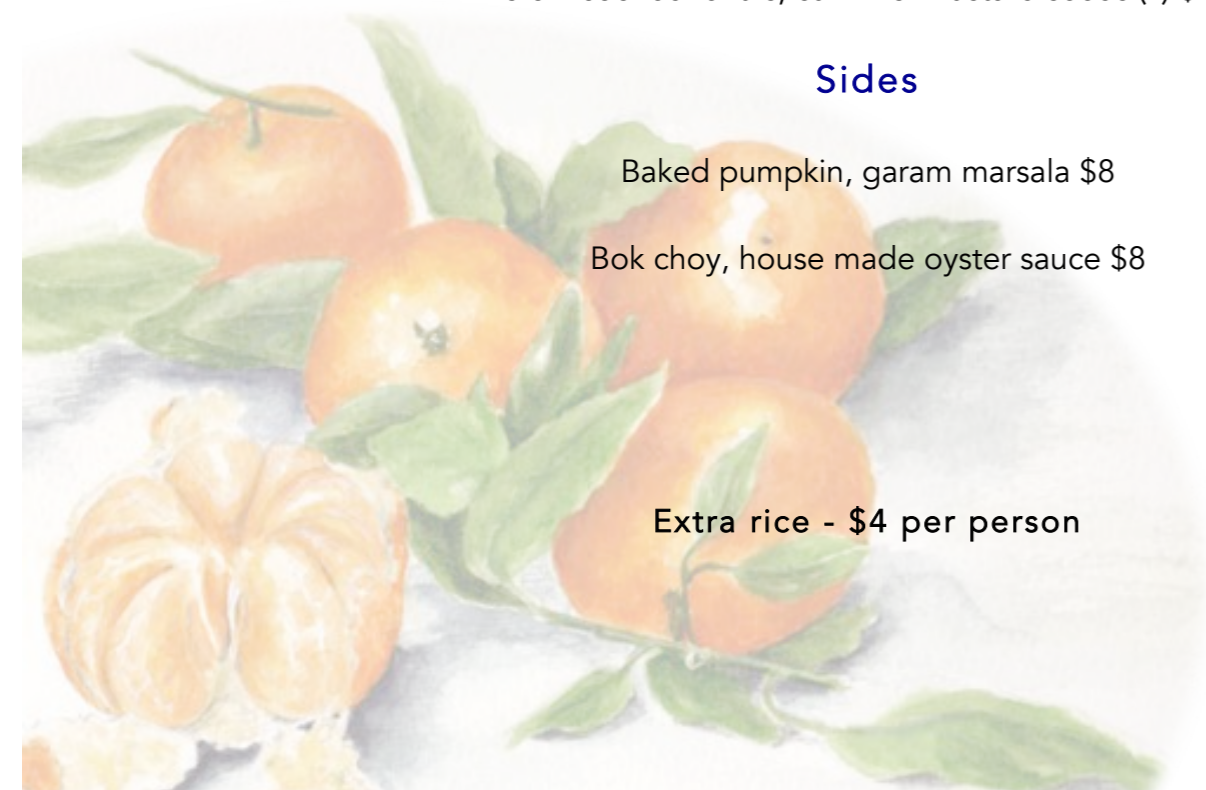 Sides
Baked pumpkin, garam marsala $8
Bok choy, house made oyster sauce $8
Extra rice - $4 per person